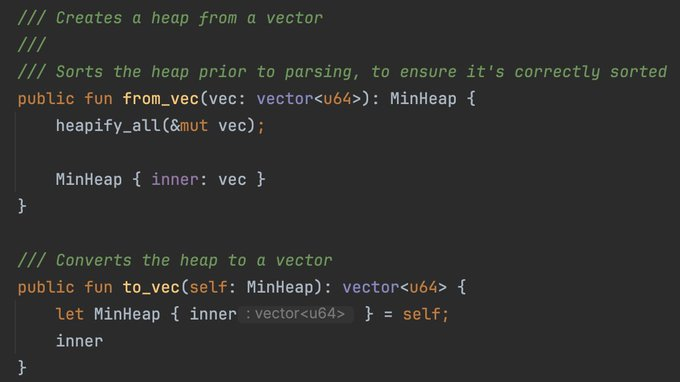 /// Creates a heap from a vector
///
/// Sorts the heap prior to parsing, to ensure it's correctly sorted
public fun from_vec(vec: vector<u64>): MinHeap {
    heapify_all(&mut vec);

    MinHeap { inner: vec }
}

/// Converts the heap to a vector
public fun to_vec(self: MinHeap): vector<u64> {
    let MinHeap { inner : vector<u64> } = self;
    inner
}